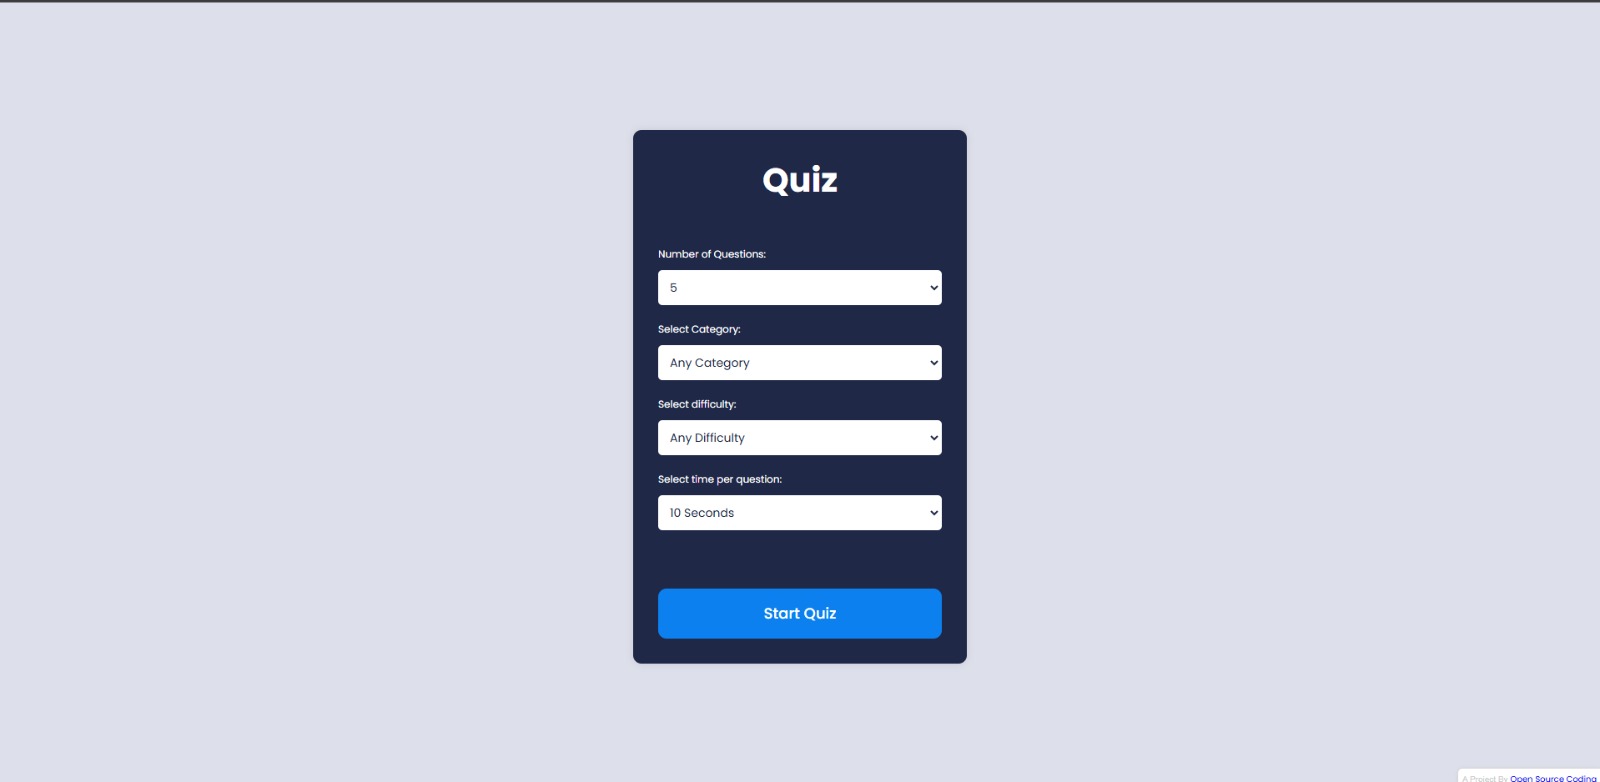 Quiz
Number of Questions:
5
Select Category:
Any Category
Select difficulty:
Any Difficulty
Select time per question:
10 Seconds
Start Quiz
A Project By Open Source Coding